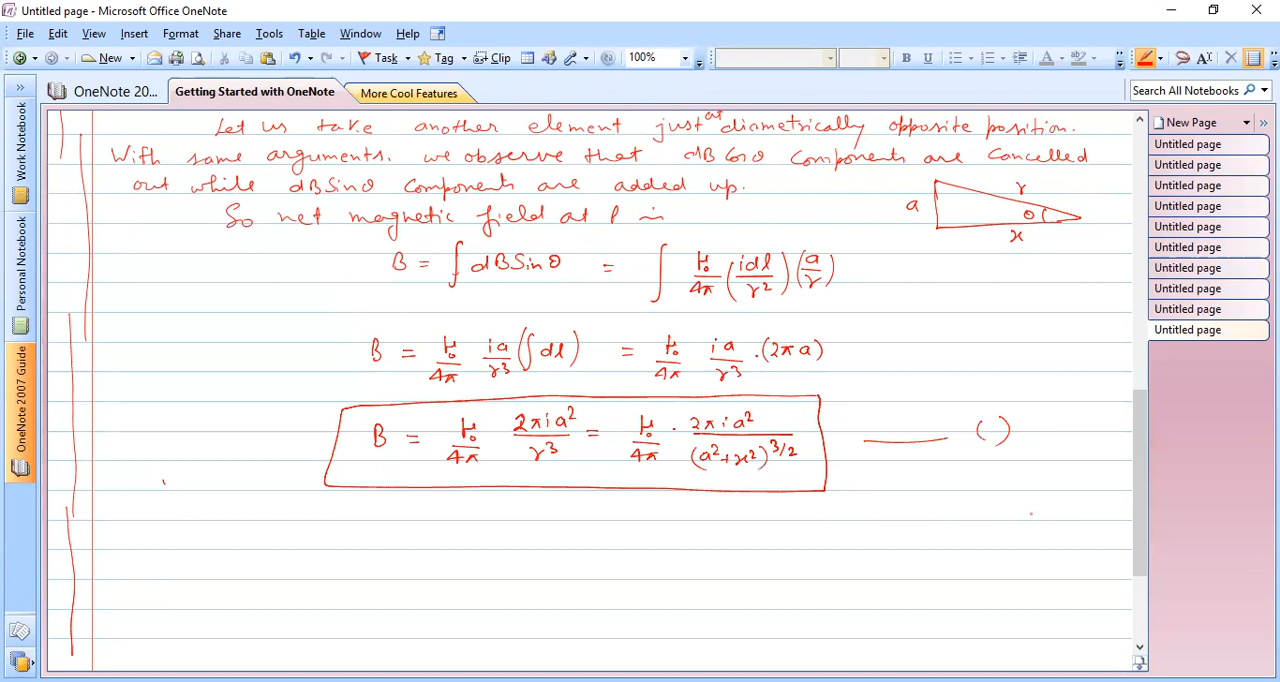 Untitled page - Microsoft Office OneNote
File Edit View Insert Format Share Tools Table Window Help
New Task Tag Clip 100% B U A
OneNote 20... Getting Started with OneNote More Cool Features Search All Notebooks
Work Notebook
Personal Notebook
OneNote 2007 Guide
Let us take another element just at diametrically opposite position.
With same arguments. we observe that dB Cosθ Components are Cancelled
out while dBSinθ Components are added up.
So net magnetic field at P is
a r θ x
B = ∫ dBSinθ = ∫ μ₀/4π (idl/r²) (a/r)
B = μ₀/4π ia/r³ (∫dl) = μ₀/4π ia/r³ · (2πa)
B = μ₀/4π 2πia²/r³ = μ₀/4π · 2πia²/(a²+x²)^3/2 ——— ( )
New Page
Untitled page
Untitled page
Untitled page
Untitled page
Untitled page
Untitled page
Untitled page
Untitled page
Untitled page
Untitled page